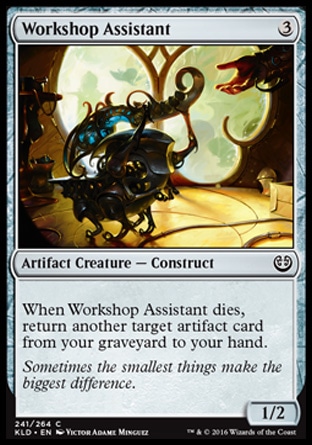 Workshop Assistant 3
Artifact Creature — Construct
When Workshop Assistant dies,
return another target artifact card
from your graveyard to your hand.
Sometimes the smallest things make the
biggest difference.
1/2
241/264 C
KLD • EN Victor Adame Minguez ™ & © 2016 Wizards of the Coast